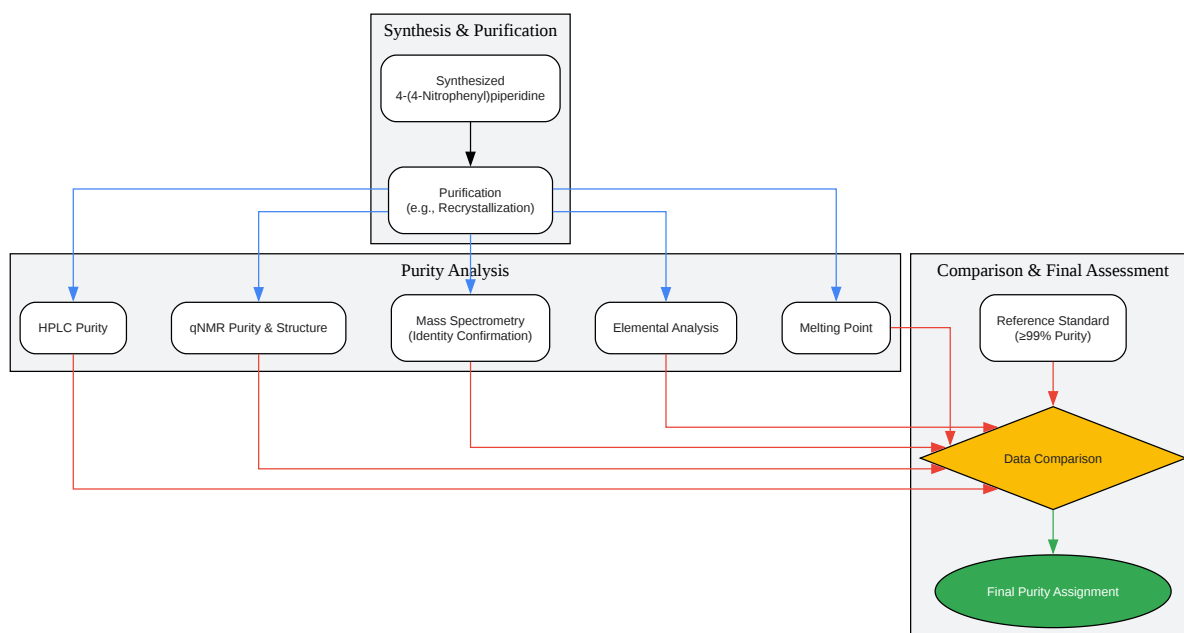 Synthesis & Purification
Synthesized
4-(4-Nitrophenyl)piperidine
Purification
(e.g., Recrystallization)
Purity Analysis
HPLC Purity
qNMR Purity & Structure
Mass Spectrometry
(Identity Confirmation)
Elemental Analysis
Melting Point
Comparison & Final Assessment
Reference Standard
(≥99% Purity)
Data Comparison
Final Purity Assignment